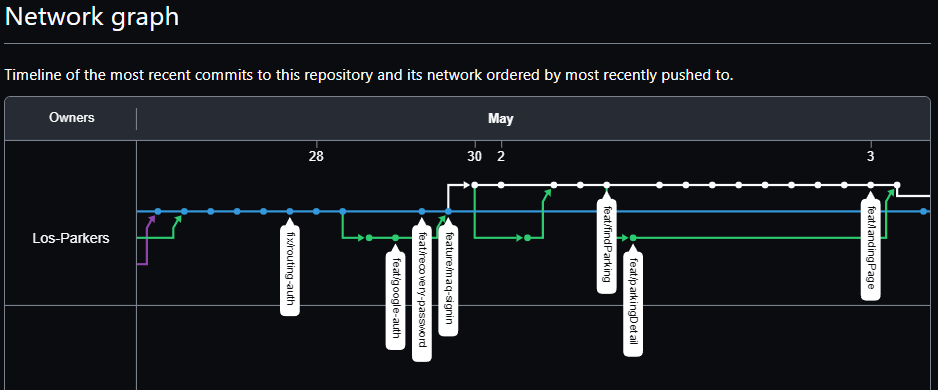 Network graph
Timeline of the most recent commits to this repository and its network ordered by most recently pushed to.
Owners
May
28
30
2
3
Los-Parkers
fix/routing-auth
feat/google-auth
feat/recovery-password
feature/maq-signin
feat/findParking
feat/parkingDetail
feat/landingPage